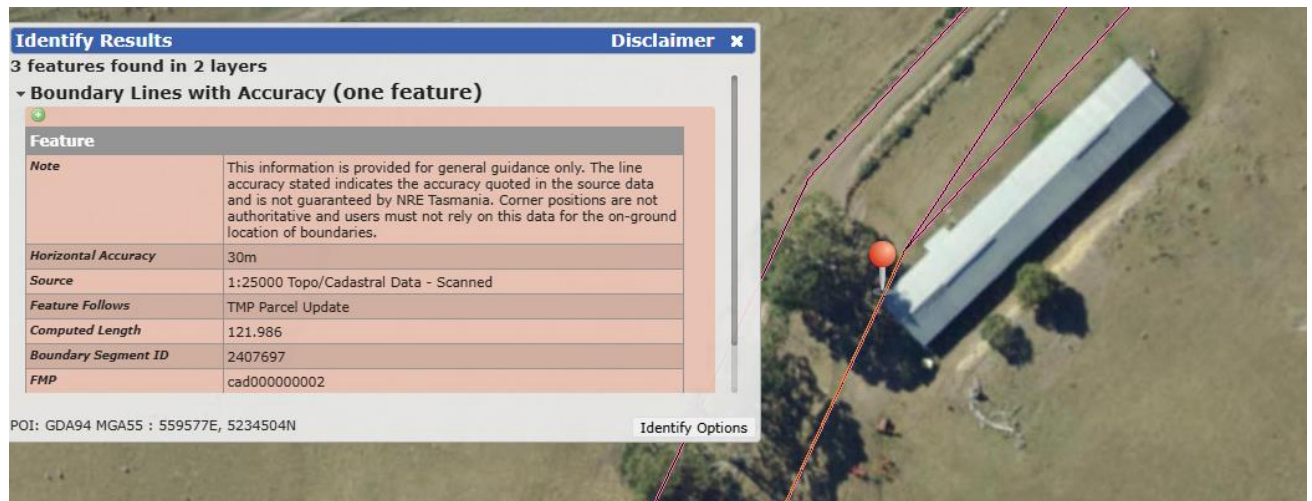 Identify Results Disclaimer x
3 features found in 2 layers
Boundary Lines with Accuracy (one feature)
Feature
Note This information is provided for general guidance only. The line
accuracy stated indicates the accuracy quoted in the source data
and is not guaranteed by NRE Tasmania. Corner positions are not
authoritative and users must not rely on this data for the on-ground
location of boundaries.
Horizontal Accuracy 30m
Source 1:25000 Topo/Cadastral Data - Scanned
Feature Follows TMP Parcel Update
Computed Length 121.986
Boundary Segment ID 2407697
FMP cad000000002
POI: GDA94 MGA55 : 559577E, 5234504N Identify Options